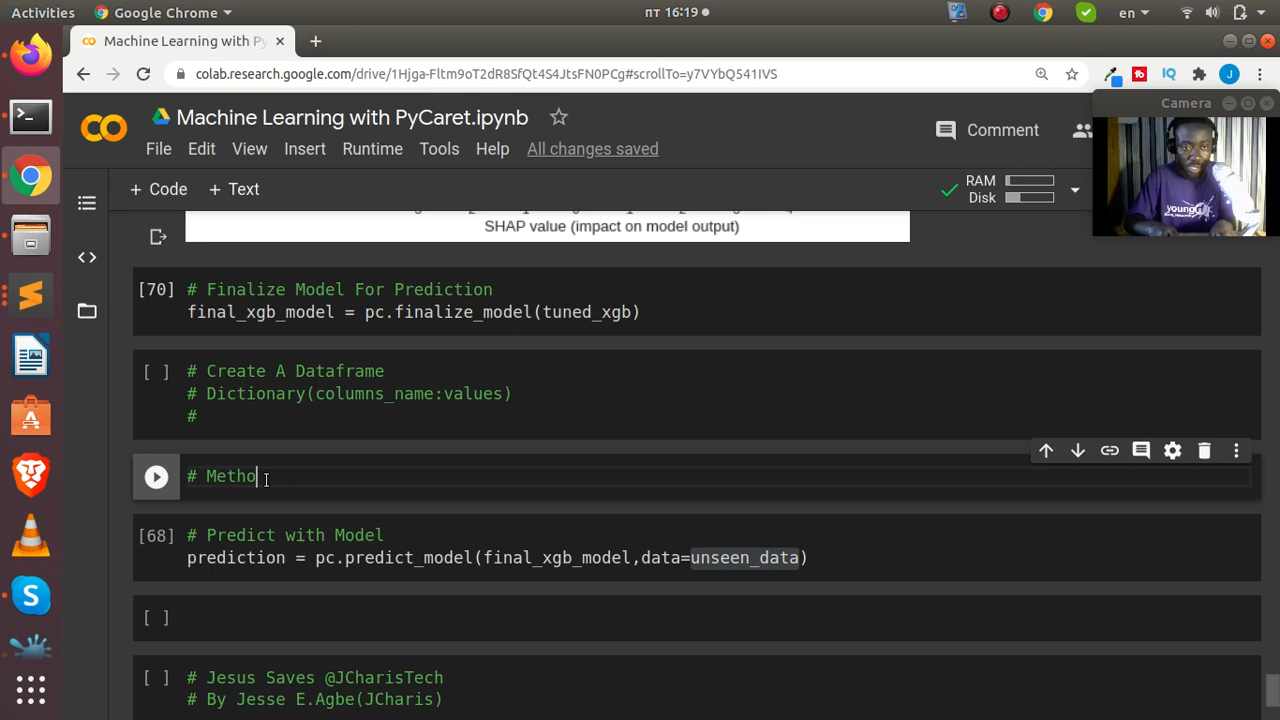 Activities
Google Chrome
пт 16:19
en
Machine Learning with Py
colab.research.google.com/drive/1Hjga-Fltm9oT2dR8SfQt4S4JtsFN0PCg#scrollTo=y7VYbQ541IVS
Machine Learning with PyCaret.ipynb
Comment
Camera
File Edit View Insert Runtime Tools Help All changes saved
+ Code + Text
RAM
Disk
SHAP value (impact on model output)
[70] # Finalize Model For Prediction
final_xgb_model = pc.finalize_model(tuned_xgb)
[ ] # Create A Dataframe
# Dictionary(columns_name:values)
#
# Metho
[68] # Predict with Model
prediction = pc.predict_model(final_xgb_model,data=unseen_data)
[ ]
[ ] # Jesus Saves @JCharisTech
# By Jesse E.Agbe(JCharis)